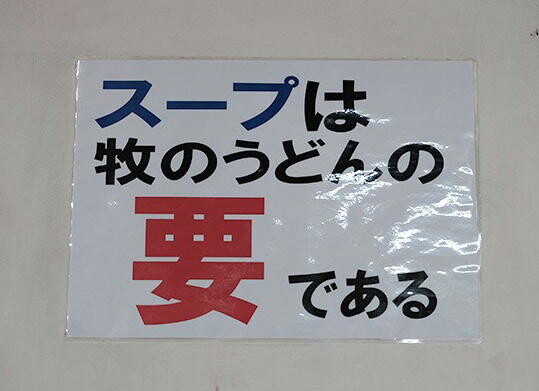 スープは
牧のうどんの
要である